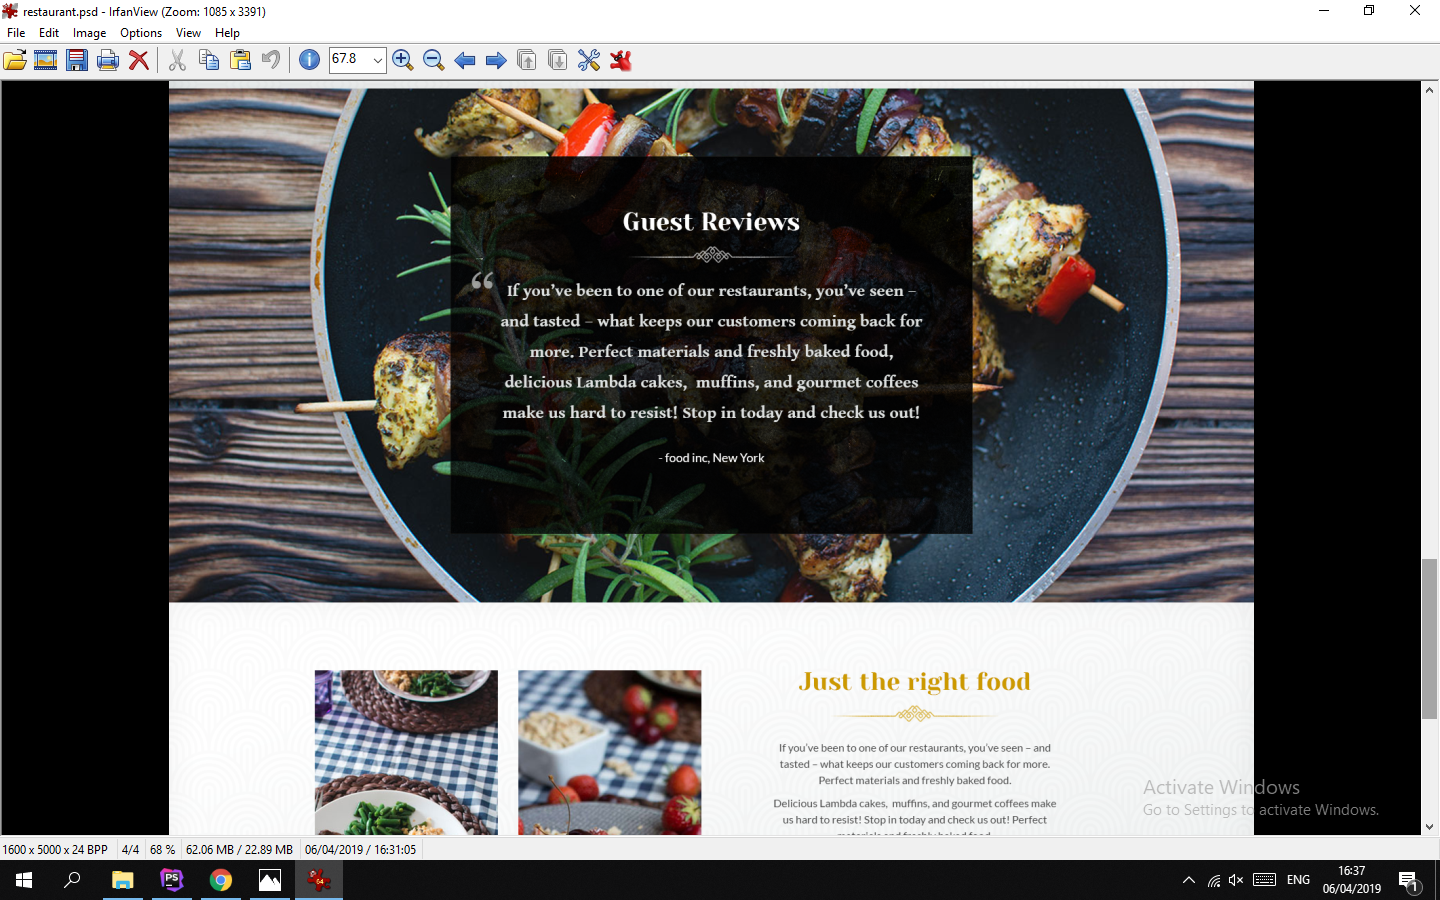 restaurant.psd - IrfanView (Zoom: 1085 x 3391)
File Edit Image Options View Help
67.8
Guest Reviews
“ If you’ve been to one of our restaurants, you’ve seen –
and tasted – what keeps our customers coming back for
more. Perfect materials and freshly baked food,
delicious Lambda cakes,  muffins, and gourmet coffees
make us hard to resist! Stop in today and check us out!
- food inc, New York
Just the right food
If you’ve been to one of our restaurants, you’ve seen – and
tasted – what keeps our customers coming back for more.
Perfect materials and freshly baked food.
Delicious Lambda cakes,  muffins, and gourmet coffees make
us hard to resist! Stop in today and check us out! Perfect
materials and freshly baked food.
Activate Windows
Go to Settings to activate Windows.
1600 x 5000 x 24 BPP 4/4 68 % 62.06 MB / 22.89 MB 06/04/2019 / 16:31:05
PS
64
ENG
16:37
06/04/2019
1